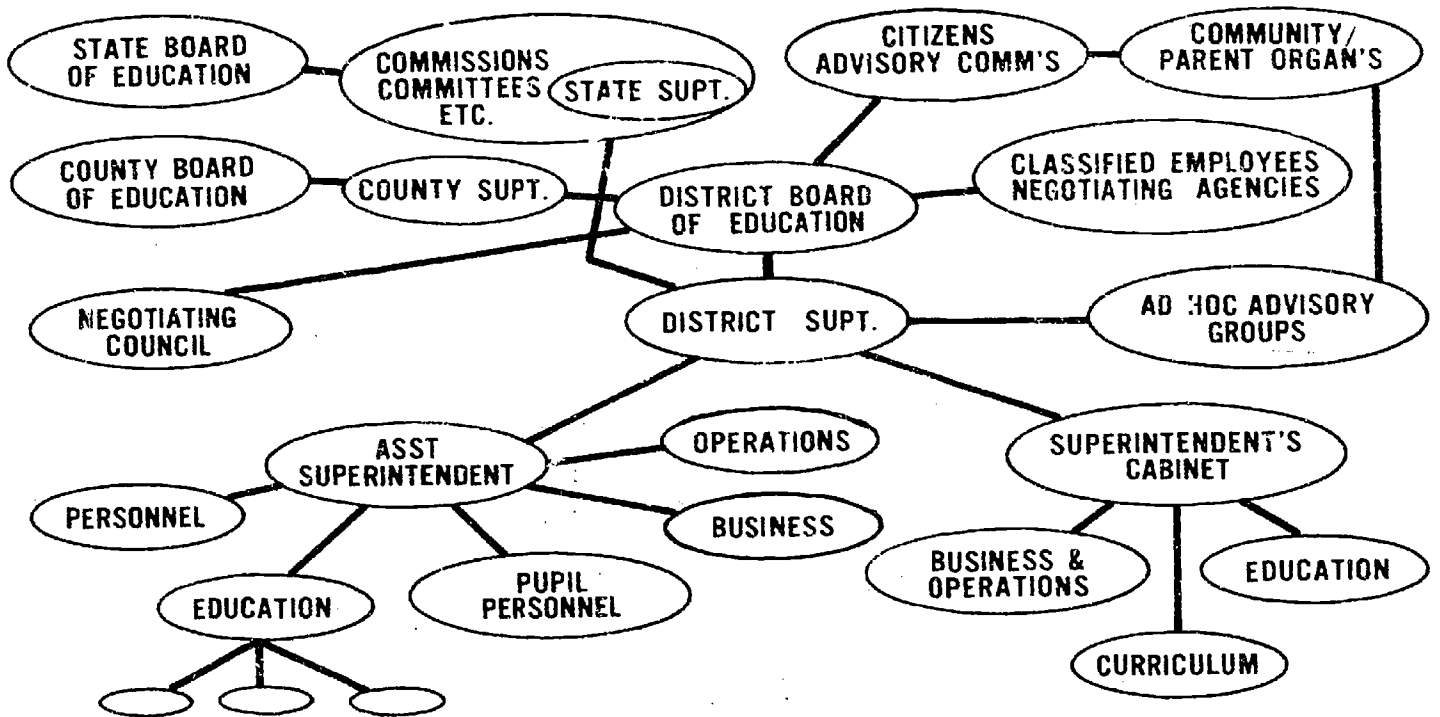 STATE BOARD
OF EDUCATION
COMMISSIONS
COMMITTEES
ETC.
STATE SUPT.
CITIZENS
ADVISORY COMM'S
COMMUNITY/
PARENT ORGAN'S
COUNTY BOARD
OF EDUCATION
COUNTY SUPT.
DISTRICT BOARD
OF EDUCATION
CLASSIFIED EMPLOYEES
NEGOTIATING AGENCIES
NEGOTIATING
COUNCIL
DISTRICT SUPT.
AD HOC ADVISORY
GROUPS
ASST
SUPERINTENDENT
OPERATIONS
SUPERINTENDENT'S
CABINET
PERSONNEL
BUSINESS
EDUCATION
PUPIL
PERSONNEL
BUSINESS &
OPERATIONS
EDUCATION
CURRICULUM